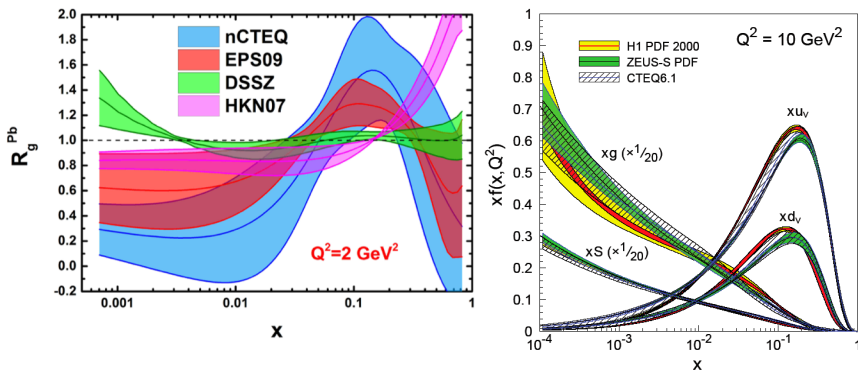 nCTEQ
EPS09
DSSZ
HKN07
R_g^Pb
2.0
1.8
1.6
1.4
1.2
1.0
0.8
0.6
0.4
0.2
0.0
-0.2
Q²=2 GeV²
0.001
0.01
0.1
1
x
H1 PDF 2000
ZEUS-S PDF
CTEQ6.1
Q² = 10 GeV²
xf(x,Q²)
1
0.9
0.8
0.7
0.6
0.5
0.4
0.3
0.2
0.1
0
xu_v
xg (×1/20)
xd_v
xS (×1/20)
10⁻⁴
10⁻³
10⁻²
10⁻¹
1
x